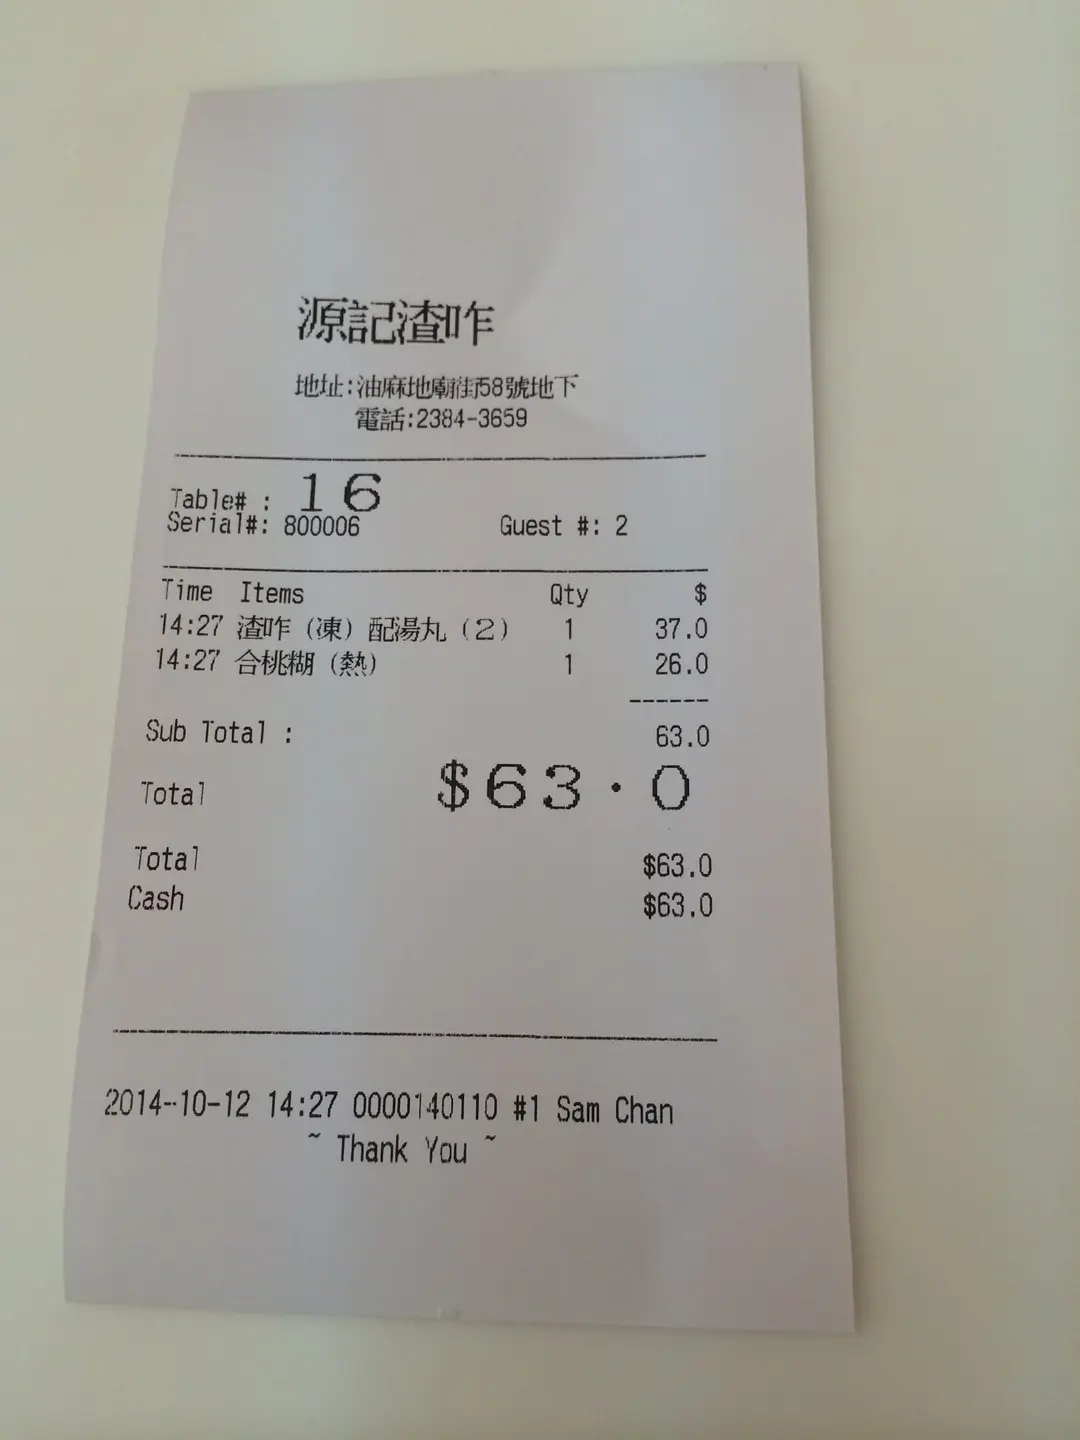 源記渣咋
地址:油麻地廟街58號地下
電話:2384-3659
Table# : 16
Serial#: 800006 Guest #: 2
Time Items Qty $
14:27 渣咋(凍)配湯丸(2) 1 37.0
14:27 合桃糊(熱) 1 26.0
------
Sub Total : 63.0
Total $63.0
Total $63.0
Cash $63.0
2014-10-12 14:27 0000140110 #1 Sam Chan
~ Thank You ~